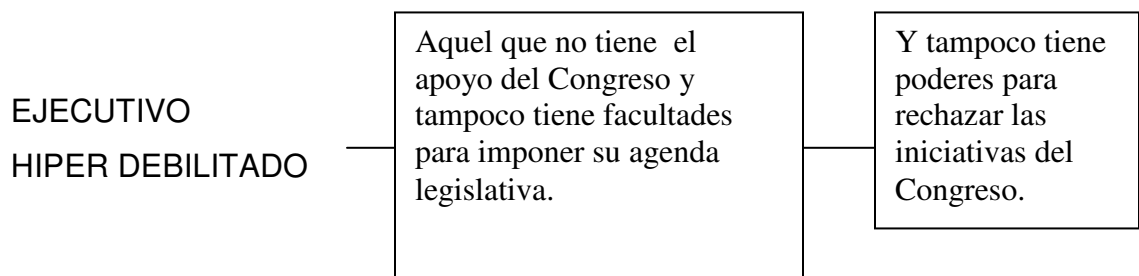 EJECUTIVO
HIPER DEBILITADO
Aquel que no tiene el
apoyo del Congreso y
tampoco tiene facultades
para imponer su agenda
legislativa.
Y tampoco tiene
poderes para
rechazar las
iniciativas del
Congreso.